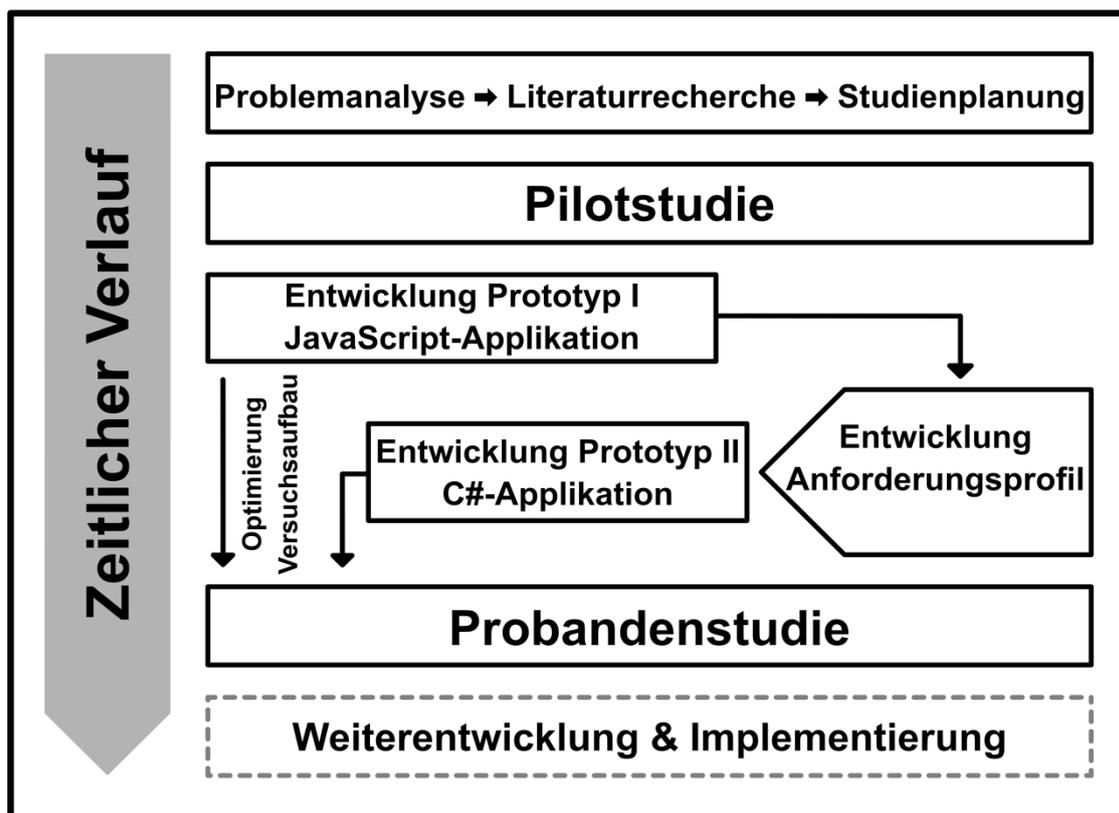 Zeitlicher Verlauf
Problemanalyse ➡ Literaturrecherche ➡ Studienplanung
Pilotstudie
Entwicklung Prototyp I
JavaScript-Applikation
Optimierung
Versuchsaufbau
Entwicklung Prototyp II
C#-Applikation
Entwicklung
Anforderungsprofil
Probandenstudie
Weiterentwicklung & Implementierung